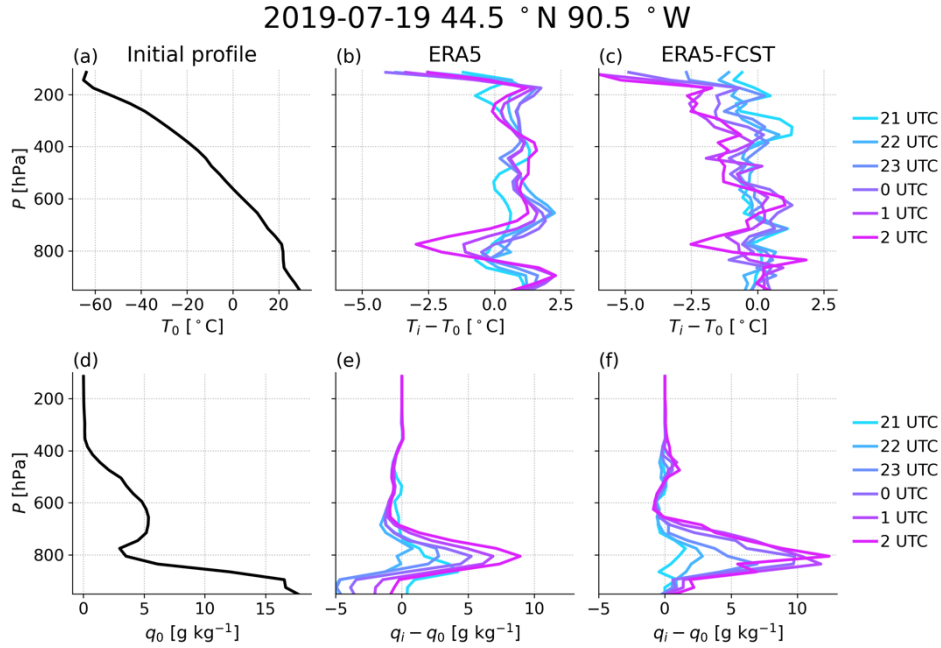 2019-07-19 44.5 °N 90.5 °W
(a) Initial profile
(b) ERA5
(c) ERA5-FCST
P [hPa]
200
400
600
800
−60 −40 −20 0 20
T₀ [°C]
−5.0 −2.5 0.0 2.5
Tᵢ − T₀ [°C]
−5.0 −2.5 0.0 2.5
Tᵢ − T₀ [°C]
21 UTC
22 UTC
23 UTC
0 UTC
1 UTC
2 UTC
(d)
(e)
(f)
P [hPa]
200
400
600
800
0 5 10 15
q₀ [g kg⁻¹]
−5 0 5 10
qᵢ − q₀ [g kg⁻¹]
−5 0 5 10
qᵢ − q₀ [g kg⁻¹]
21 UTC
22 UTC
23 UTC
0 UTC
1 UTC
2 UTC